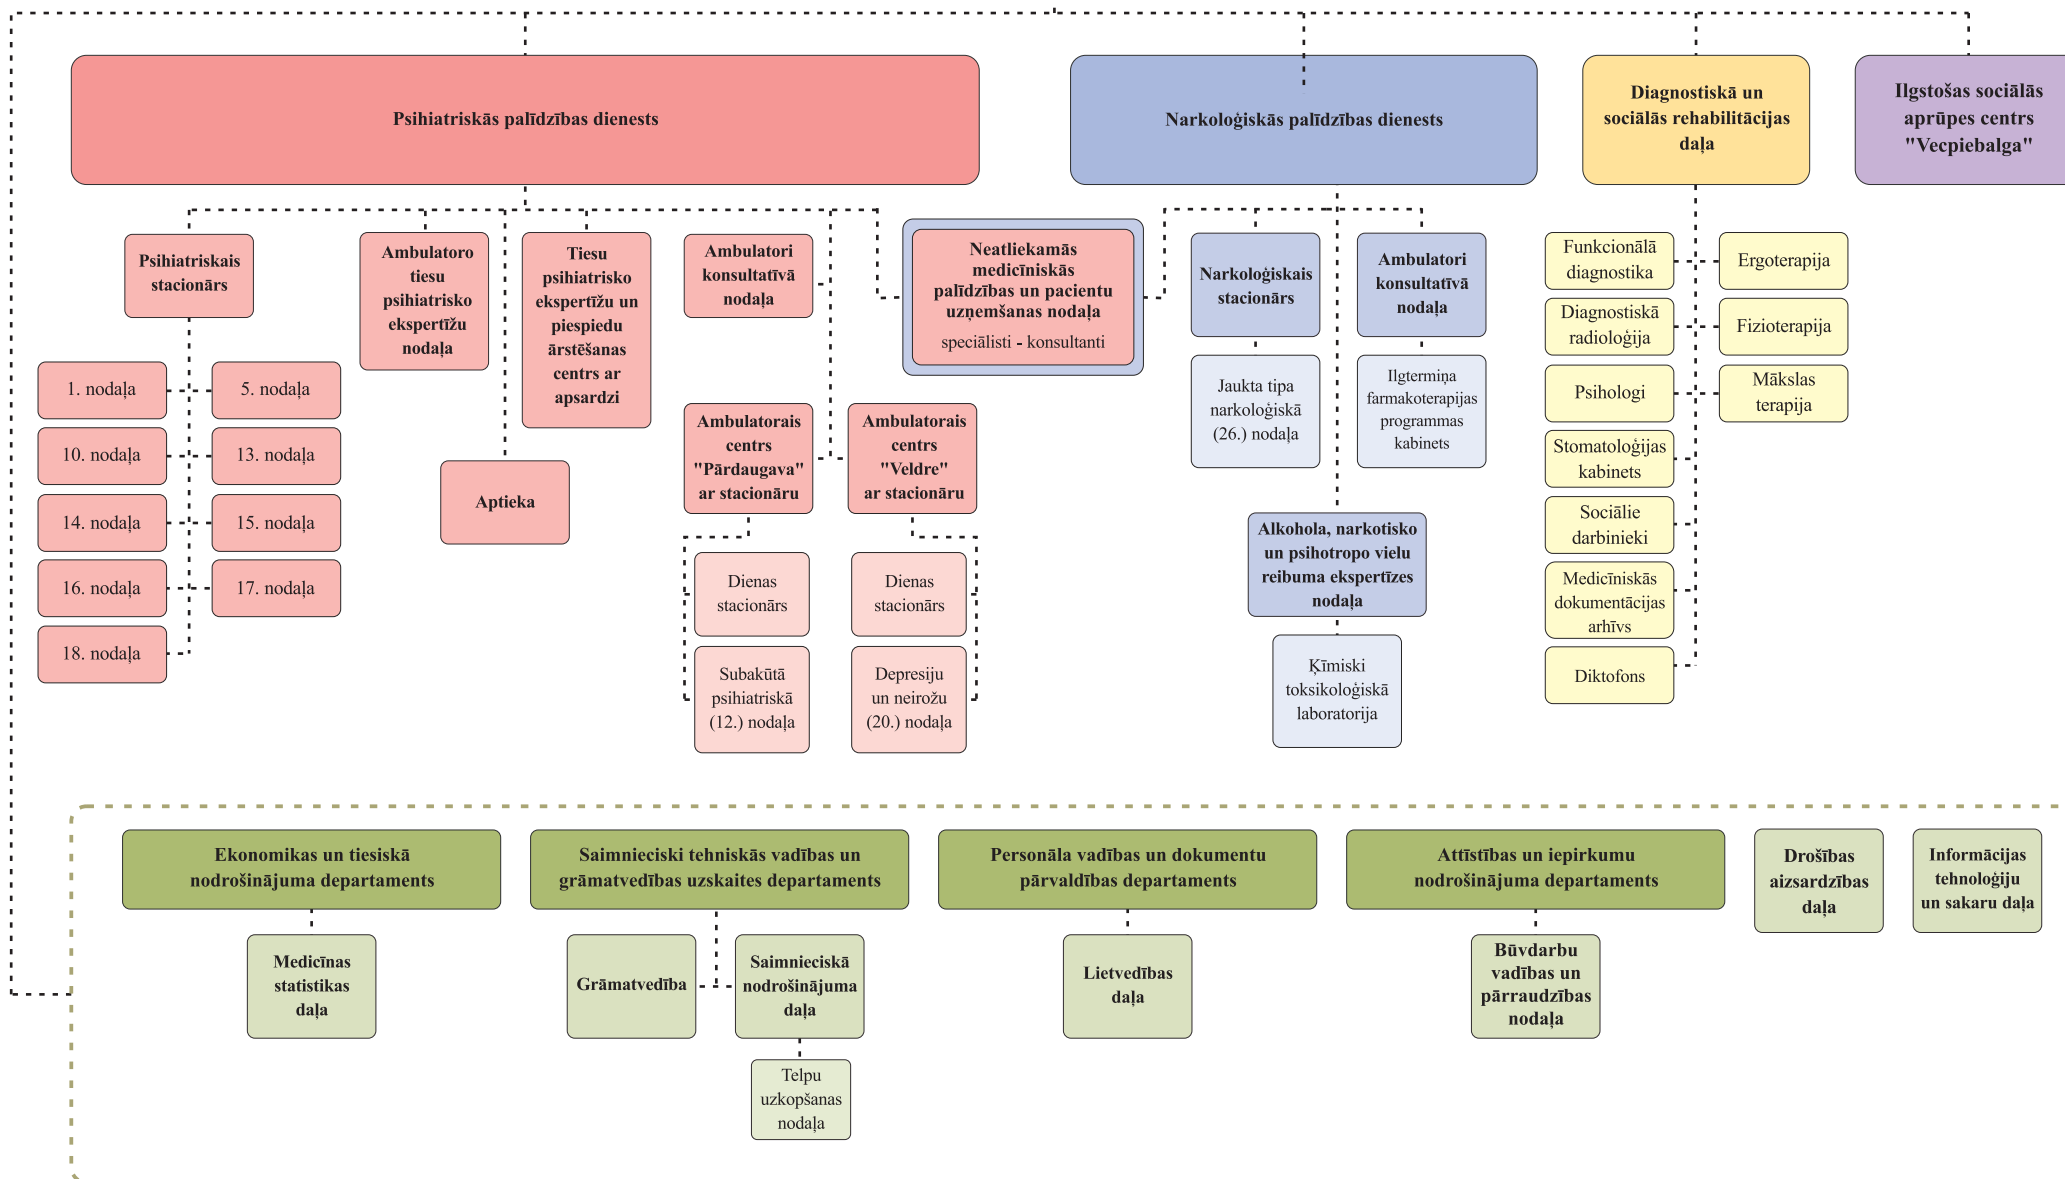 Psihiatriskās palīdzības dienests
Narkoloģiskās palīdzības dienests
Diagnostiskā un
sociālās rehabilitācijas
daļa
Ilgstošas sociālās
aprūpes centrs
"Vecpiebalga"
Psihiatriskais
stacionārs
Ambulatoro
tiesu
psihiatrisko
ekspertīžu
nodaļa
Tiesu
psihiatrisko
ekspertīžu un
piespiedu
ārstēšanas
centrs ar
apsardzi
Ambulatori
konsultatīvā
nodaļa
Neatliekamās
medicīniskās
palīdzības un pacientu
uzņemšanas nodaļa
speciālisti - konsultanti
Narkoloģiskais
stacionārs
Ambulatori
konsultatīvā
nodaļa
Funkcionālā
diagnostika
Ergoterapija
Diagnostiskā
radioloģija
Fizioterapija
Psihologi
Mākslas
terapija
Stomatoloģijas
kabinets
Sociālie
darbinieki
Medicīniskās
dokumentācijas
arhīvs
Diktofons
1. nodaļa
5. nodaļa
10. nodaļa
13. nodaļa
14. nodaļa
15. nodaļa
16. nodaļa
17. nodaļa
18. nodaļa
Aptieka
Ambulatorais
centrs
"Pārdaugava"
ar stacionāru
Ambulatorais
centrs
"Veldre"
ar stacionāru
Dienas
stacionārs
Dienas
stacionārs
Subakūtā
psihiatriskā
(12.) nodaļa
Depresiju
un neirožu
(20.) nodaļa
Jaukta tipa
narkoloģiskā
(26.) nodaļa
Ilgtermiņa
farmakoterapijas
programmas
kabinets
Alkohola, narkotisko
un psihotropo vielu
reibuma ekspertīzes
nodaļa
Ķīmiski
toksikoloģiskā
laboratorija
Ekonomikas un tiesiskā
nodrošinājuma departaments
Saimnieciski tehniskās vadības un
grāmatvedības uzskaites departaments
Personāla vadības un dokumentu
pārvaldības departaments
Attīstības un iepirkumu
nodrošinājuma departaments
Drošības
aizsardzības
daļa
Informācijas
tehnoloģiju
un sakaru daļa
Medicīnas
statistikas
daļa
Grāmatvedība
Saimnieciskā
nodrošinājuma
daļa
Lietvedības
daļa
Būvdarbu
vadības un
pārraudzības
nodaļa
Telpu
uzkopšanas
nodaļa